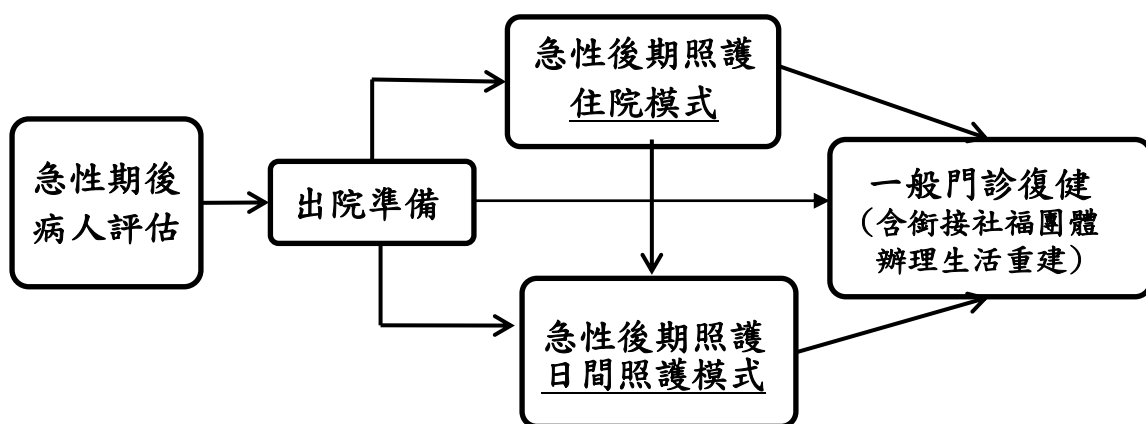 急性期後
病人評估
出院準備
急性後期照護
住院模式
急性後期照護
日間照護模式
一般門診復健
(含銜接社福團體
辦理生活重建)